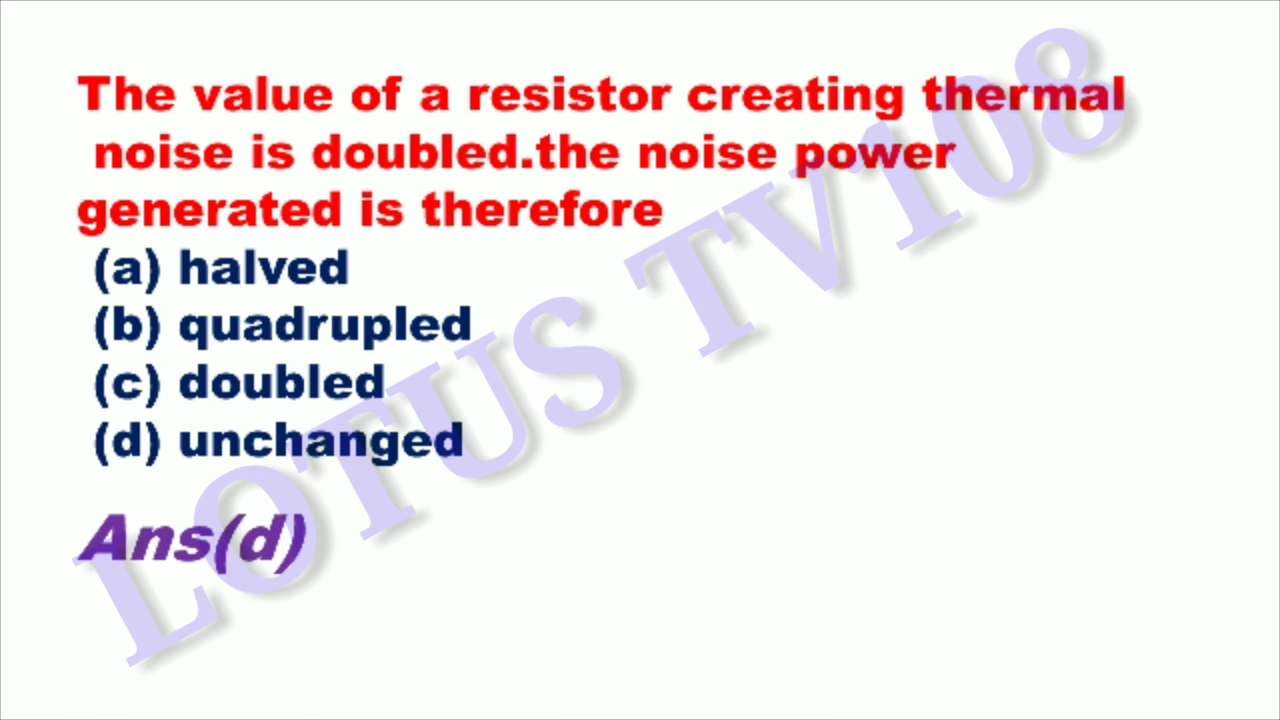 The value of a resistor creating thermal
noise is doubled.the noise power
generated is therefore
(a) halved
(b) quadrupled
(c) doubled
(d) unchanged
Ans(d)
LOTUS TV108